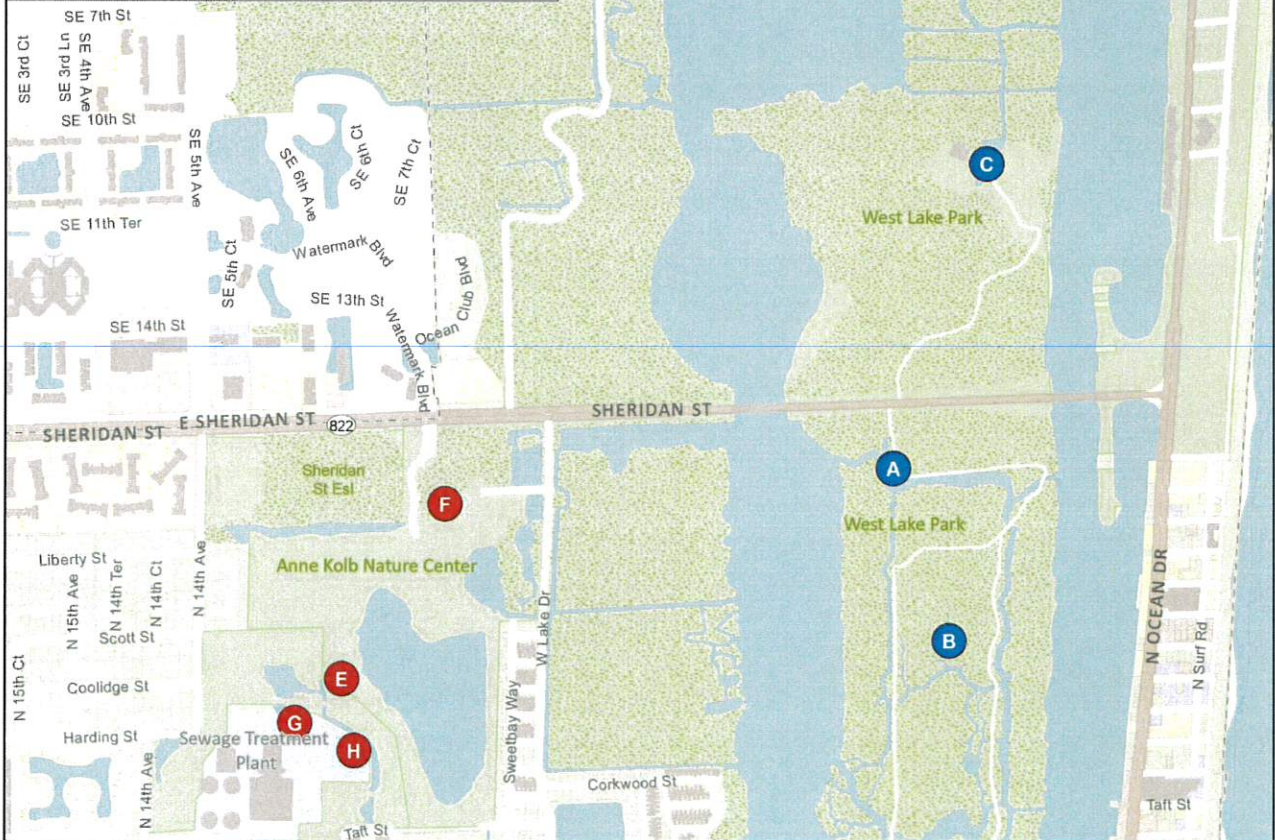 SE 7th St
SE 3rd Ct
SE 3rd Ln
SE 4th Ave
SE 10th St
SE 5th Ave
SE 6th Ave
SE 6th Ct
SE 7th Ct
C
SE 11th Ter
West Lake Park
Watermark Blvd
SE 5th Ct
Ocean Club Blvd
SE 13th St
SE 14th St
Watermark Blvd
SHERIDAN ST
E SHERIDAN ST
822
SHERIDAN ST
Sheridan
St Esl
A
F
West Lake Park
Liberty St
Anne Kolb Nature Center
N 15th Ave
N 14th Ter
N 14th Ct
N 14th Ave
W Lake Dr
N OCEAN DR
Scott St
B
N Surf Rd
N 15th Ct
Coolidge St
E
G
Harding St
Sewage Treatment
Plant
H
Sweetbay Way
N 14th Ave
Corkwood St
Taft St
Taft St